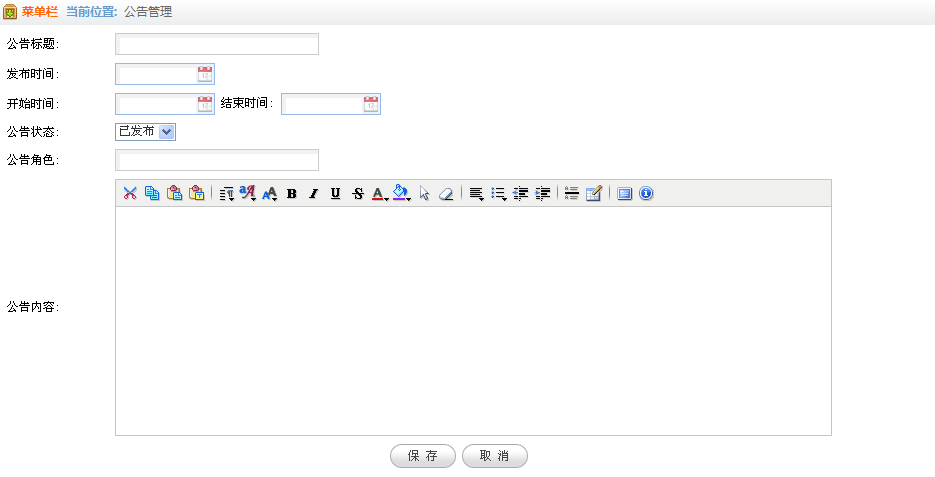 菜单栏 当前位置: 公告管理
公告标题:
发布时间:
开始时间: 结束时间:
公告状态: 已发布
公告角色:
B I U S A
公告内容:
保 存 取 消